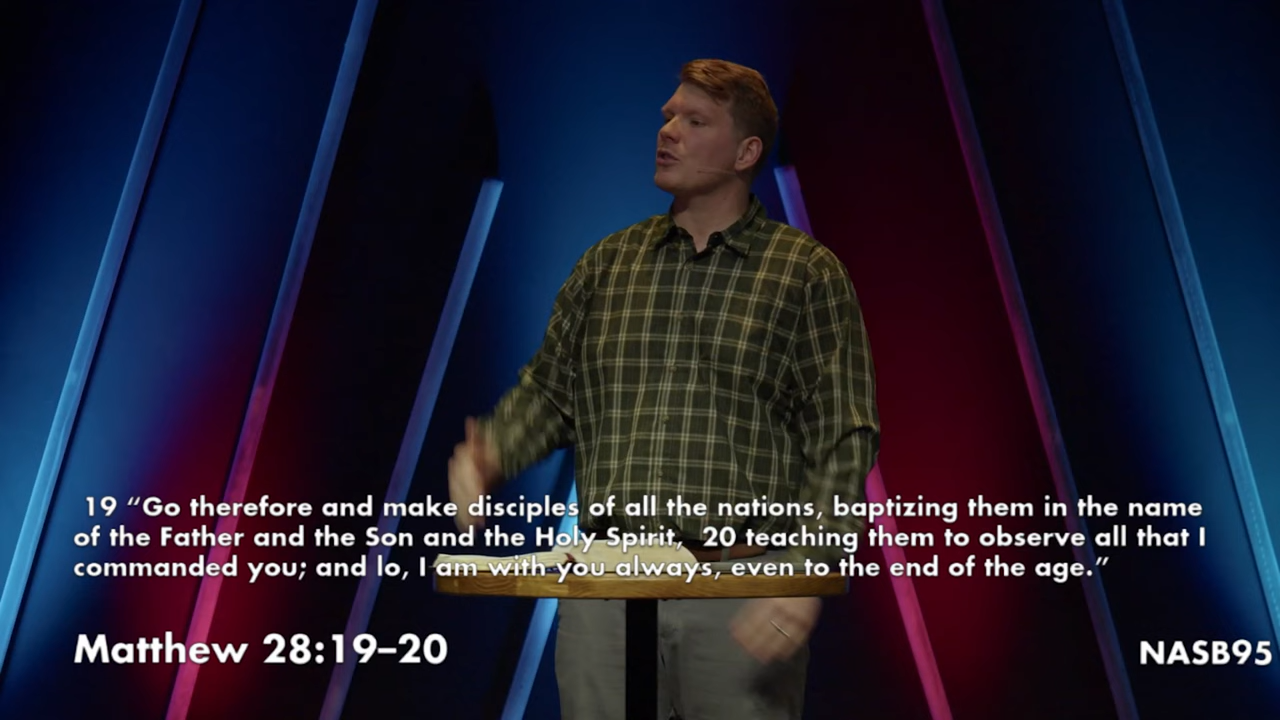 19 “Go therefore and make disciples of all the nations, baptizing them in the name
of the Father and the Son and the Holy Spirit,  20 teaching them to observe all that I
commanded you; and lo, I am with you always, even to the end of the age.”
Matthew 28:19–20
NASB95